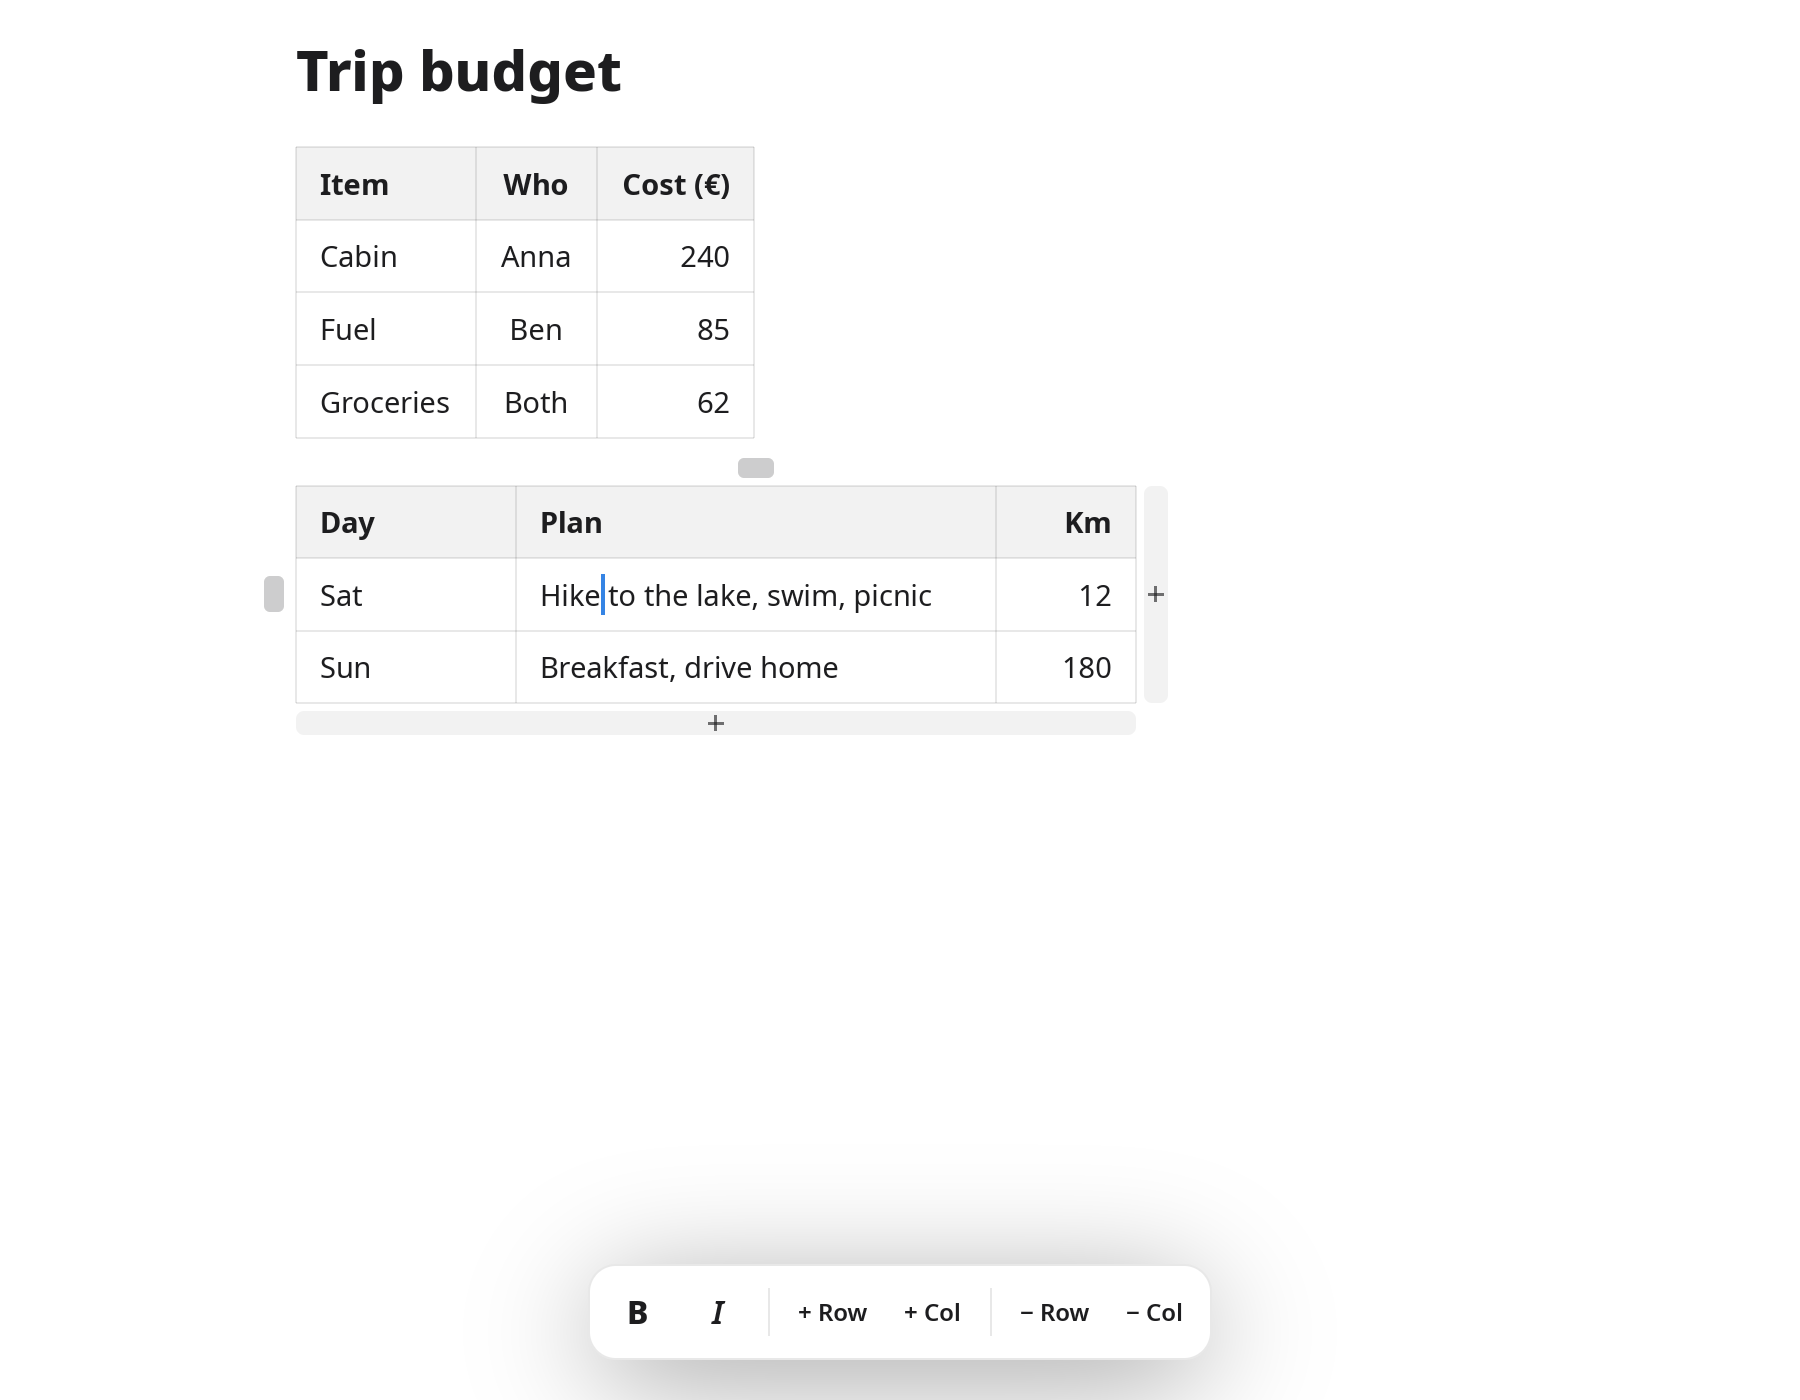 Trip budget
Item Who Cost (€)
Cabin Anna 240
Fuel Ben 85
Groceries Both 62
Day Plan Km
Sat Hike to the lake, swim, picnic 12
+
Sun Breakfast, drive home 180
+
B I + Row + Col − Row − Col